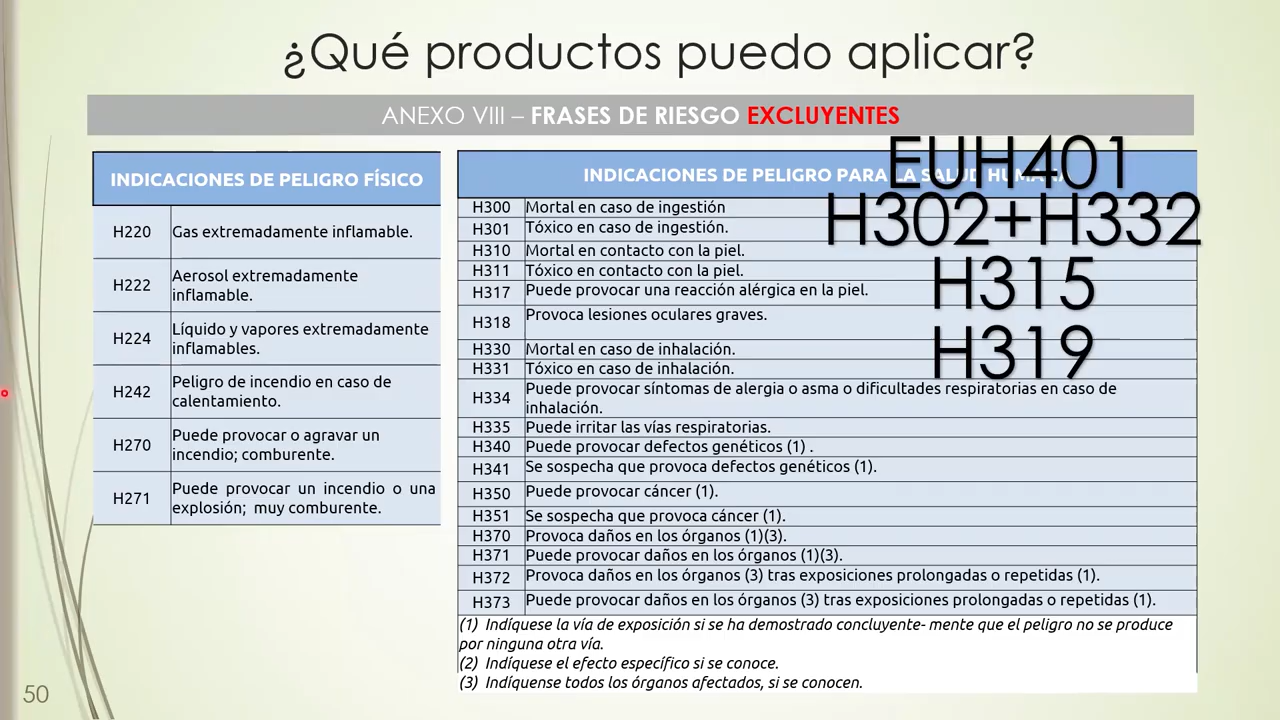 ¿Qué productos puedo aplicar?
ANEXO VIII – FRASES DE RIESGO EXCLUYENTES
INDICACIONES DE PELIGRO FÍSICO
H220 Gas extremadamente inflamable.
H222 Aerosol extremadamente
inflamable.
H224 Líquido y vapores extremadamente
inflamables.
H242 Peligro de incendio en caso de
calentamiento.
H270 Puede provocar o agravar un
incendio; comburente.
H271 Puede provocar un incendio o una
explosión; muy comburente.
INDICACIONES DE PELIGRO PARA LA SALUD HUMANA
H300 Mortal en caso de ingestión
H301 Tóxico en caso de ingestión.
H310 Mortal en contacto con la piel.
H311 Tóxico en contacto con la piel.
H317 Puede provocar una reacción alérgica en la piel.
H318 Provoca lesiones oculares graves.
H330 Mortal en caso de inhalación.
H331 Tóxico en caso de inhalación.
H334 Puede provocar síntomas de alergia o asma o dificultades respiratorias en caso de
inhalación.
H335 Puede irritar las vías respiratorias.
H340 Puede provocar defectos genéticos (1) .
H341 Se sospecha que provoca defectos genéticos (1).
H350 Puede provocar cáncer (1).
H351 Se sospecha que provoca cáncer (1).
H370 Provoca daños en los órganos (1)(3).
H371 Puede provocar daños en los órganos (1)(3).
H372 Provoca daños en los órganos (3) tras exposiciones prolongadas o repetidas (1).
H373 Puede provocar daños en los órganos (3) tras exposiciones prolongadas o repetidas (1).
(1) Indíquese la vía de exposición si se ha demostrado concluyente- mente que el peligro no se produce
por ninguna otra vía.
(2) Indíquese el efecto específico si se conoce.
(3) Indíquense todos los órganos afectados, si se conocen.
EUH401
H302+H332
H315
H319
50